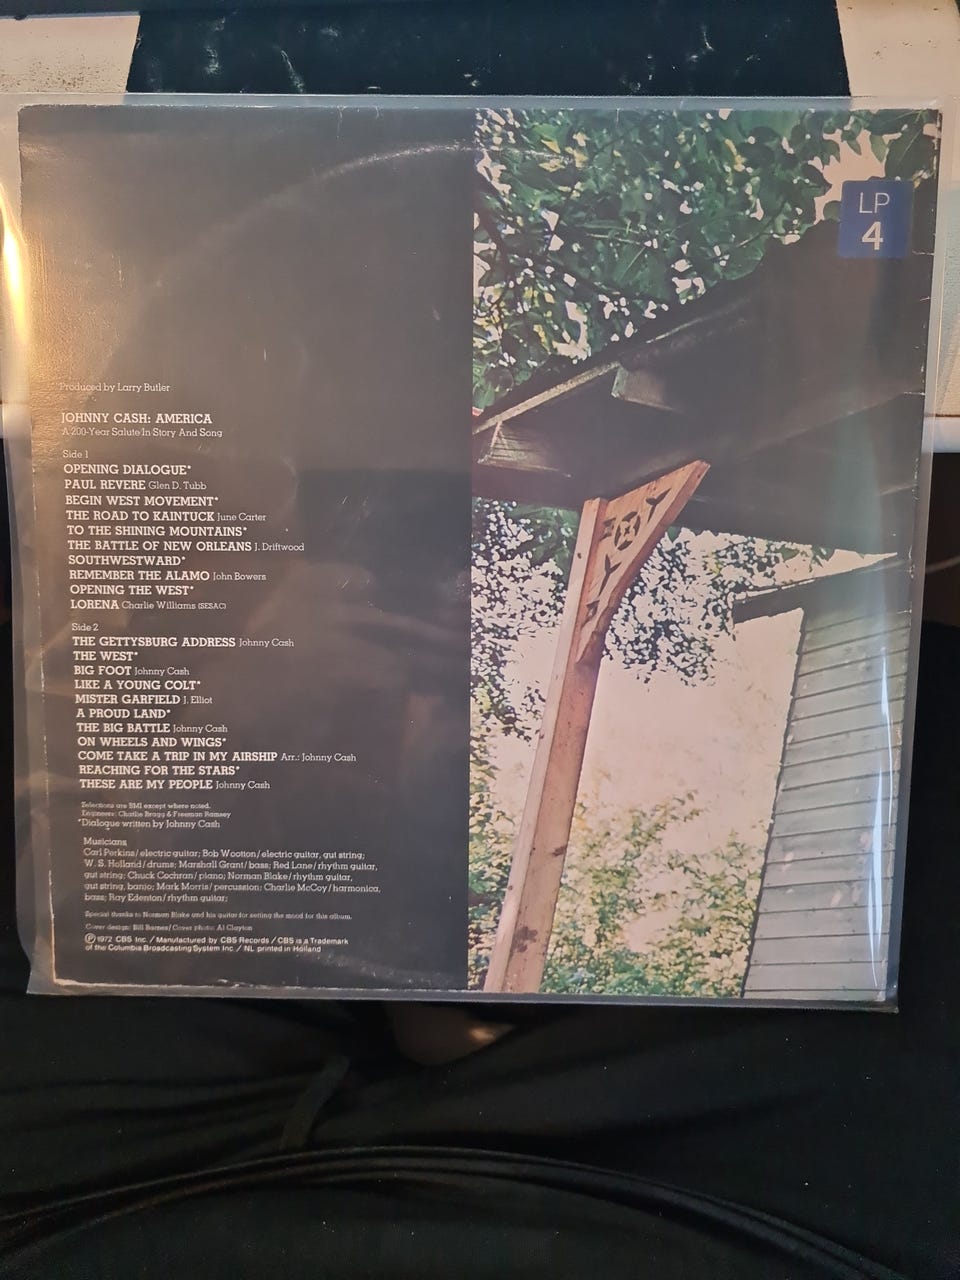 LP
4
Produced by Larry Butler
JOHNNY CASH: AMERICA
A 200-Year Salute In Story And Song
Side 1
OPENING DIALOGUE*
PAUL REVERE Glen D. Tubb
BEGIN WEST MOVEMENT*
THE ROAD TO KAINTUCK June Carter
TO THE SHINING MOUNTAINS*
THE BATTLE OF NEW ORLEANS J. Driftwood
SOUTHWESTWARD*
REMEMBER THE ALAMO John Bowers
OPENING THE WEST*
LORENA Charlie Williams (SESAC)
Side 2
THE GETTYSBURG ADDRESS Johnny Cash
THE WEST*
BIG FOOT Johnny Cash
LIKE A YOUNG COLT*
MISTER GARFIELD J. Elliot
A PROUD LAND*
THE BIG BATTLE Johnny Cash
ON WHEELS AND WINGS*
COME TAKE A TRIP IN MY AIRSHIP Arr.: Johnny Cash
REACHING FOR THE STARS*
THESE ARE MY PEOPLE Johnny Cash
Selections are BMI except where noted.
Engineers: Charlie Bragg & Freeman Ramsey
*Dialogue written by Johnny Cash
Musicians
Carl Perkins/electric guitar; Bob Wootton/electric guitar, gut string;
W. S. Holland/drums; Marshall Grant/bass; Red Lane/rhythm guitar,
gut string; Chuck Cochran/piano; Norman Blake/rhythm guitar,
gut string, banjo; Mark Morris/percussion; Charlie McCoy/harmonica,
bass; Ray Edenton/rhythm guitar;
Special thanks to Norman Blake and his guitar for setting the mood for this album.
Cover design: Bill Barnes/Cover photo: Al Clayton
Ⓟ 1972 CBS Inc. / Manufactured by CBS Records / CBS is a Trademark
of the Columbia Broadcasting System Inc / NL printed in Holland